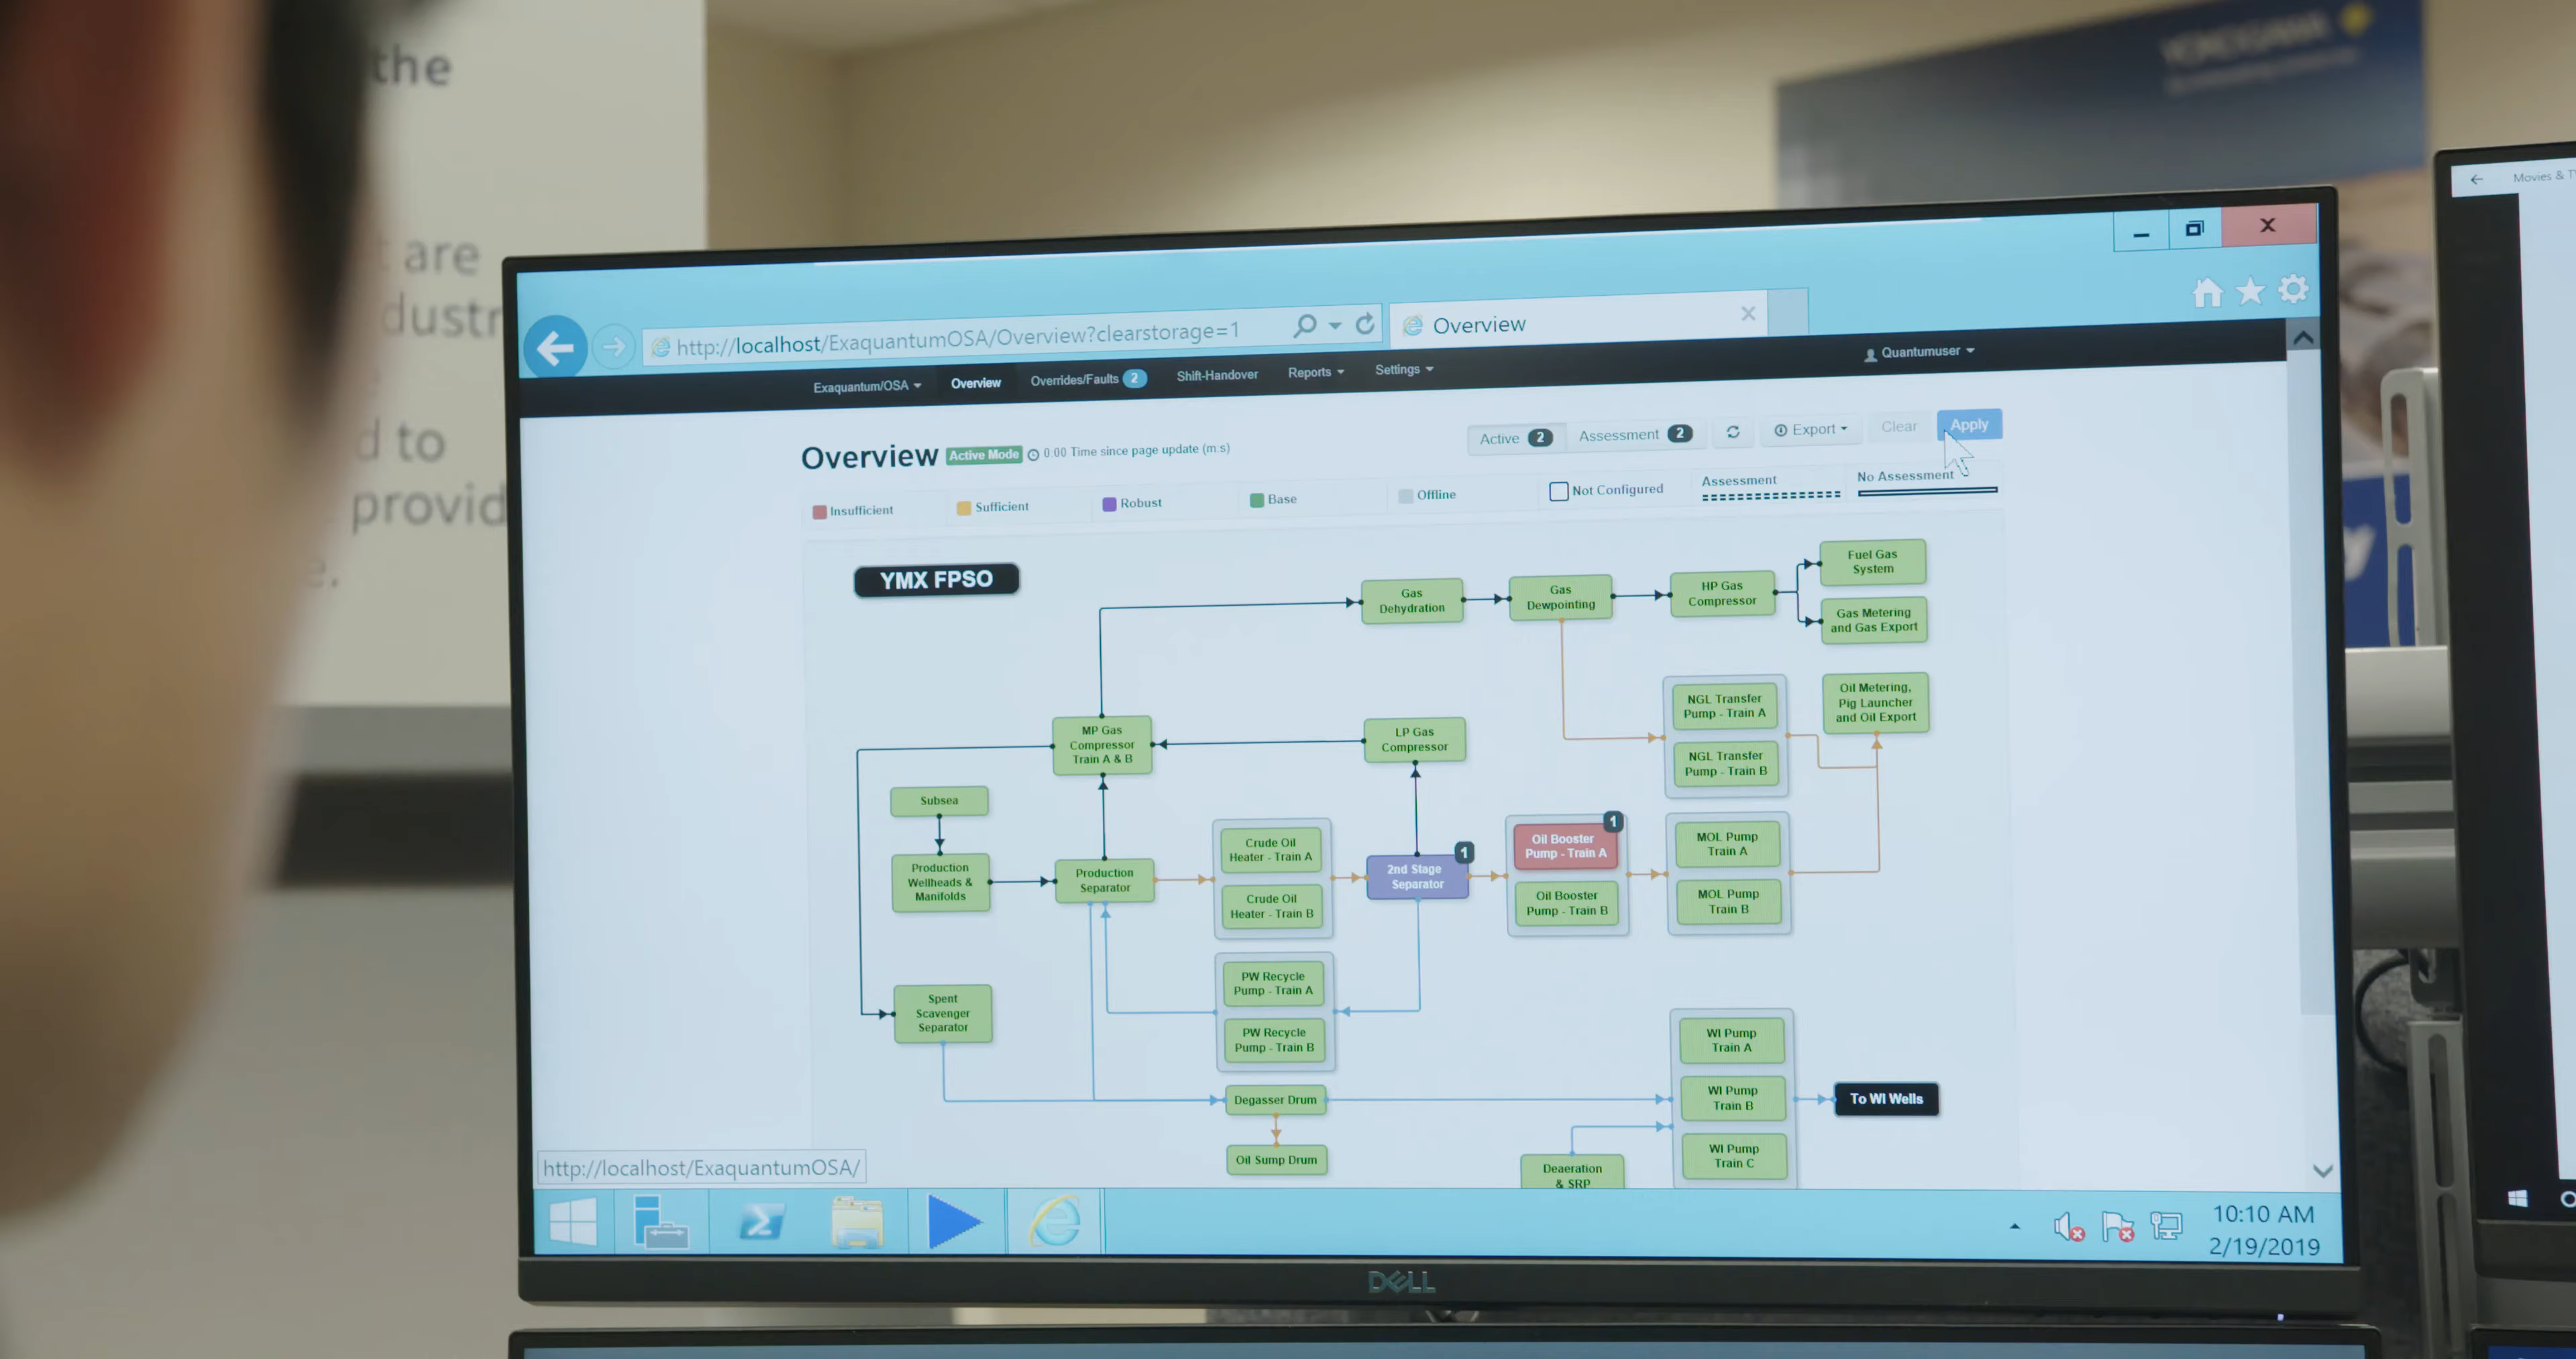 the
are
dustr
d to
provid
e.
YOKOGAWA
Movies & T
http://localhost/ExaquantumOSA/Overview?clearstorage=1
Overview
Exaquantum/OSA
Overview
Overrides/Faults 2
Shift-Handover
Reports
Settings
Quantumuser
Overview
Active Mode
0:00 Time since page update (m:s)
Active 2
Assessment 2
Export
Clear
Apply
Insufficient
Sufficient
Robust
Base
Offline
Not Configured
Assessment
No Assessment
YMX FPSO
Gas
Dehydration
Gas
Dewpointing
HP Gas
Compressor
Fuel Gas
System
Gas Metering
and Gas Export
MP Gas
Compressor
Train A & B
LP Gas
Compressor
NGL Transfer
Pump - Train A
NGL Transfer
Pump - Train B
Oil Metering,
Pig Launcher
and Oil Export
Subsea
Production
Wellheads &
Manifolds
Production
Separator
Crude Oil
Heater - Train A
Crude Oil
Heater - Train B
1
2nd Stage
Separator
1
Oil Booster
Pump - Train A
Oil Booster
Pump - Train B
MOL Pump
Train A
MOL Pump
Train B
Spent
Scavenger
Separator
PW Recycle
Pump - Train A
PW Recycle
Pump - Train B
WI Pump
Train A
WI Pump
Train B
WI Pump
Train C
To WI Wells
Degasser Drum
Oil Sump Drum
Deaeration
& SRP
http://localhost/ExaquantumOSA/
10:10 AM
2/19/2019
DELL